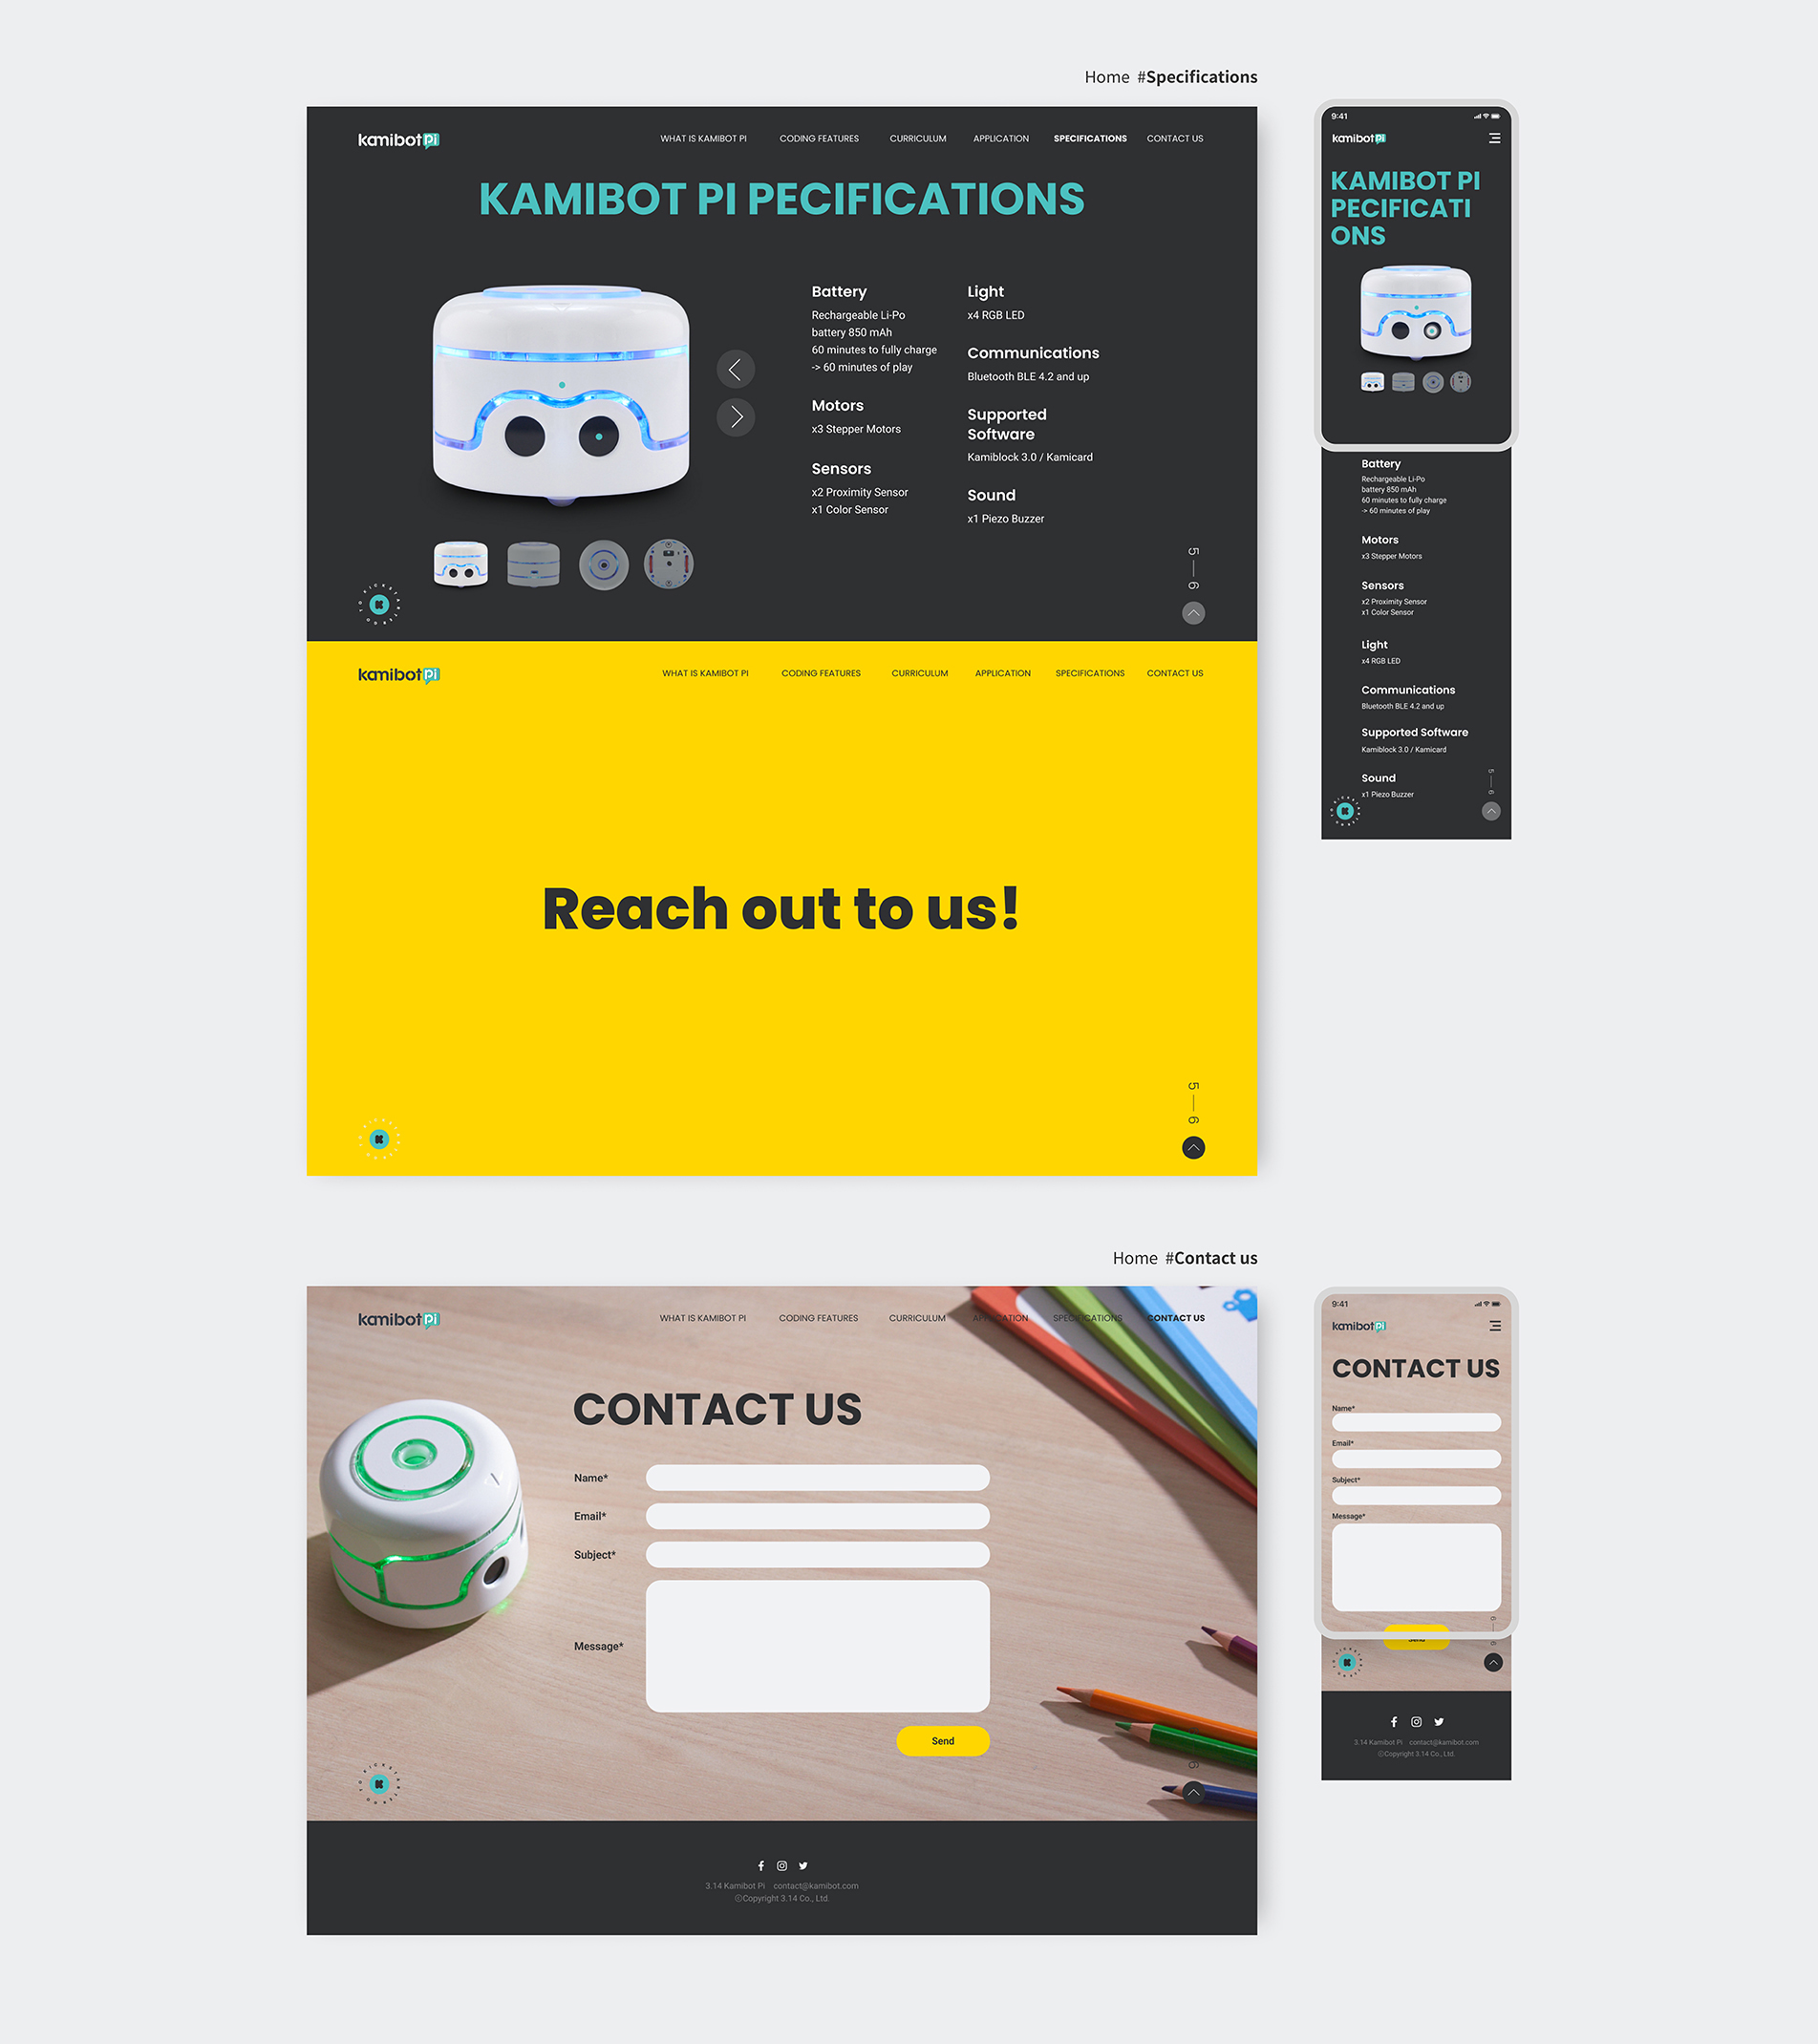 Home #Specifications
kamibot pi
WHAT IS KAMIBOT PI
CODING FEATURES
CURRICULUM
APPLICATION
SPECIFICATIONS
CONTACT US
KAMIBOT PI PECIFICATIONS
Battery
Rechargeable Li-Po
battery 850 mAh
60 minutes to fully charge
-> 60 minutes of play
Motors
x3 Stepper Motors
Sensors
x2 Proximity Sensor
x1 Color Sensor
Light
x4 RGB LED
Communications
Bluetooth BLE 4.2 and up
Supported
Software
Kamiblock 3.0 / Kamicard
Sound
x1 Piezo Buzzer
5
6
GO TO KICKSTARTER
9:41
kamibot pi
KAMIBOT PI
PECIFICATI
ONS
Battery
Rechargeable Li-Po
battery 850 mAh
60 minutes to fully charge
-> 60 minutes of play
Motors
x3 Stepper Motors
Sensors
x2 Proximity Sensor
x1 Color Sensor
Light
x4 RGB LED
Communications
Bluetooth BLE 4.2 and up
Supported Software
Kamiblock 3.0 / Kamicard
Sound
x1 Piezo Buzzer
5
6
kamibot pi
WHAT IS KAMIBOT PI
CODING FEATURES
CURRICULUM
APPLICATION
SPECIFICATIONS
CONTACT US
Reach out to us!
5
6
Home #Contact us
kamibot pi
WHAT IS KAMIBOT PI
CODING FEATURES
CURRICULUM
APPLICATION
SPECIFICATIONS
CONTACT US
CONTACT US
Name*
Email*
Subject*
Message*
Send
6
3.14 Kamibot Pi contact@kamibot.com
ⓒCopyright 3.14 Co., Ltd.
9:41
kamibot pi
CONTACT US
Name*
Email*
Subject*
Message*
Send
6
6
3.14 Kamibot Pi contact@kamibot.com
ⓒCopyright 3.14 Co., Ltd.